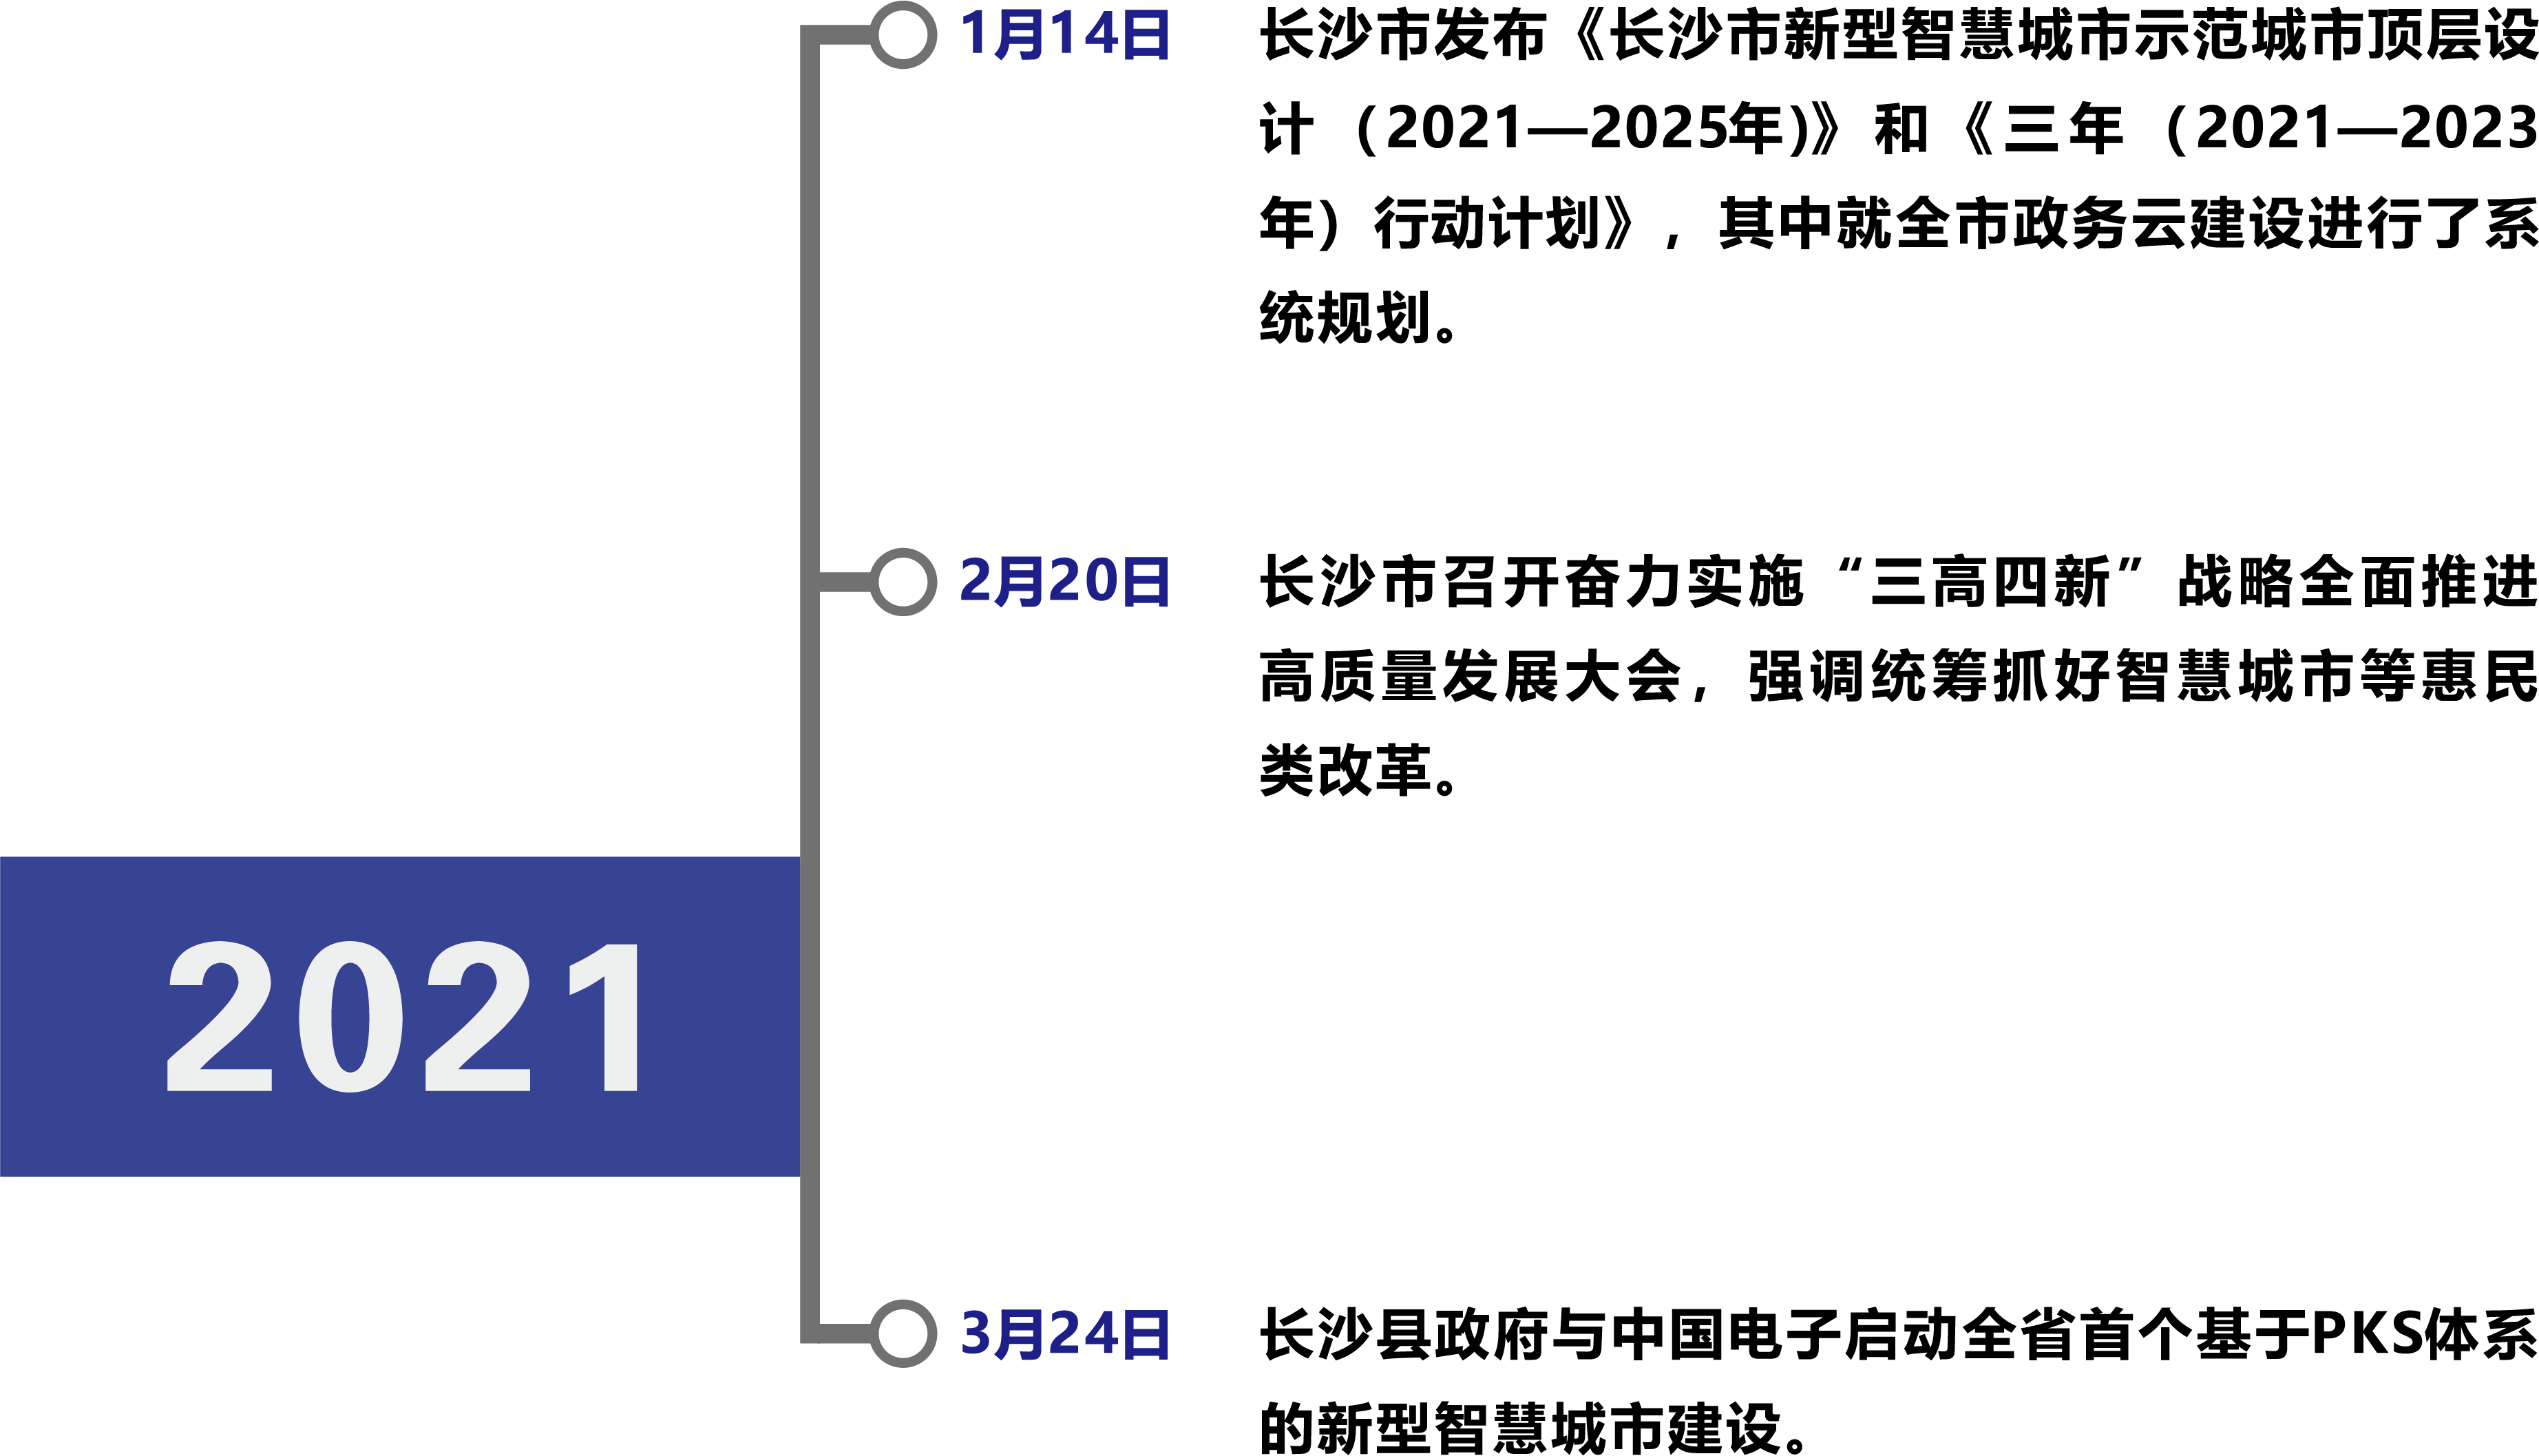 1月14日
长沙市发布《长沙市新型智慧城市示范城市顶层设
计（2021—2025年)》和《三年（2021—2023
年）行动计划》，其中就全市政务云建设进行了系
统规划。
2月20日
长沙市召开奋力实施“三高四新”战略全面推进
高质量发展大会，强调统筹抓好智慧城市等惠民
类改革。
2021
3月24日
长沙县政府与中国电子启动全省首个基于PKS体系
的新型智慧城市建设。